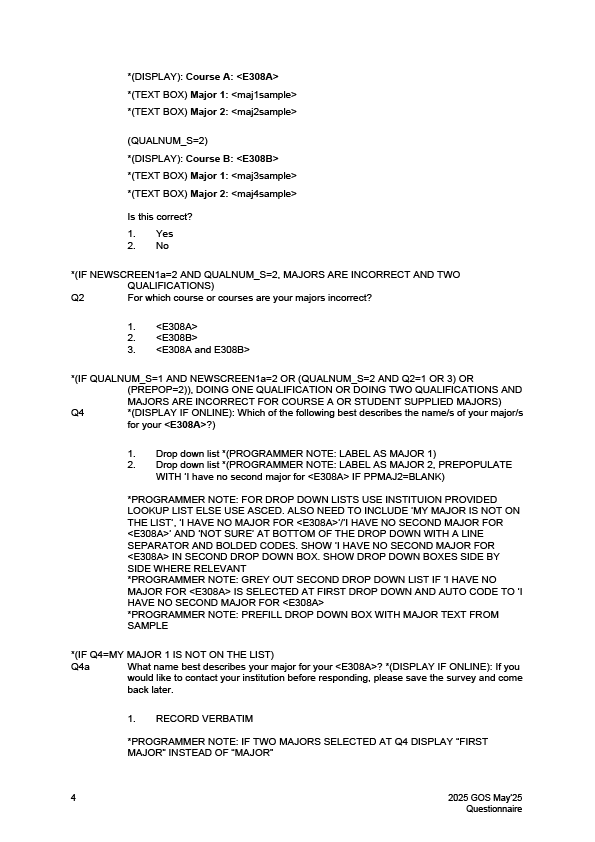 *(DISPLAY): Course A: <E308A>
*(TEXT BOX) Major 1: <maj1sample>
*(TEXT BOX) Major 2: <maj2sample>
(QUALNUM_S=2)
*(DISPLAY): Course B: <E308B>
*(TEXT BOX) Major 1: <maj3sample>
*(TEXT BOX) Major 2: <maj4sample>
Is this correct?
1. Yes
2. No
*(IF NEWSCREEN1a=2 AND QUALNUM_S=2, MAJORS ARE INCORRECT AND TWO
QUALIFICATIONS)
Q2 For which course or courses are your majors incorrect?
1. <E308A>
2. <E308B>
3. <E308A and E308B>
*(IF QUALNUM_S=1 AND NEWSCREEN1a=2 OR (QUALNUM_S=2 AND Q2=1 OR 3) OR
(PREPOP=2)), DOING ONE QUALIFICATION OR DOING TWO QUALIFICATIONS AND
MAJORS ARE INCORRECT FOR COURSE A OR STUDENT SUPPLIED MAJORS)
Q4 *(DISPLAY IF ONLINE): Which of the following best describes the name/s of your major/s
for your <E308A>?)
1. Drop down list *(PROGRAMMER NOTE: LABEL AS MAJOR 1)
2. Drop down list *(PROGRAMMER NOTE: LABEL AS MAJOR 2, PREPOPULATE
WITH 'I have no second major for <E308A> IF PPMAJ2=BLANK)
*PROGRAMMER NOTE: FOR DROP DOWN LISTS USE INSTITUION PROVIDED
LOOKUP LIST ELSE USE ASCED. ALSO NEED TO INCLUDE 'MY MAJOR IS NOT ON
THE LIST', 'I HAVE NO MAJOR FOR <E308A>'/'I HAVE NO SECOND MAJOR FOR
<E308A>' AND 'NOT SURE' AT BOTTOM OF THE DROP DOWN WITH A LINE
SEPARATOR AND BOLDED CODES. SHOW 'I HAVE NO SECOND MAJOR FOR
<E308A> IN SECOND DROP DOWN BOX. SHOW DROP DOWN BOXES SIDE BY
SIDE WHERE RELEVANT
*PROGRAMMER NOTE: GREY OUT SECOND DROP DOWN LIST IF 'I HAVE NO
MAJOR FOR <E308A> IS SELECTED AT FIRST DROP DOWN AND AUTO CODE TO 'I
HAVE NO SECOND MAJOR FOR <E308A>
*PROGRAMMER NOTE: PREFILL DROP DOWN BOX WITH MAJOR TEXT FROM
SAMPLE
*(IF Q4=MY MAJOR 1 IS NOT ON THE LIST)
Q4a What name best describes your major for your <E308A>? *(DISPLAY IF ONLINE): If you
would like to contact your institution before responding, please save the survey and come
back later.
1. RECORD VERBATIM
*PROGRAMMER NOTE: IF TWO MAJORS SELECTED AT Q4 DISPLAY "FIRST
MAJOR" INSTEAD OF "MAJOR"
4 2025 GOS May'25
Questionnaire